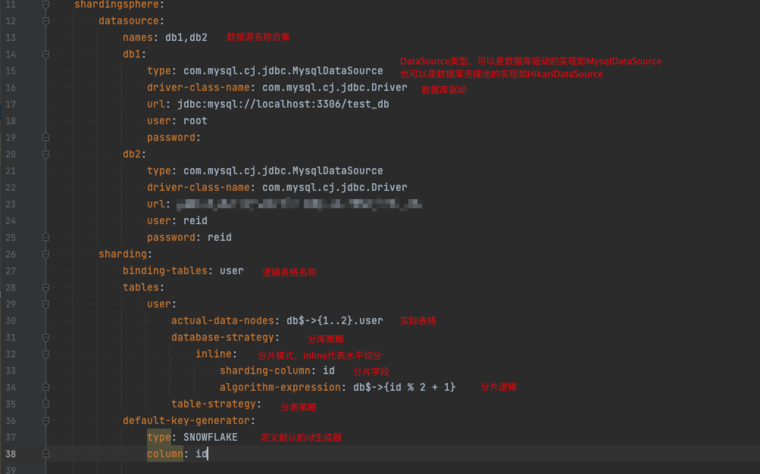 11 shardingsphere:
12 datasource:
13 names: db1,db2 数据源名称合集
14 db1:
DataSource类型，可以是数据库驱动的实现如MysqlDataSource
15 type: com.mysql.cj.jdbc.MysqlDataSource
也可以是数据库连接池的实现如HikariDataSource
16 driver-class-name: com.mysql.cj.jdbc.Driver 数据库驱动
17 url: jdbc:mysql://localhost:3306/test_db
18 user: root
19 password:
20 db2:
21 type: com.mysql.cj.jdbc.MysqlDataSource
22 driver-class-name: com.mysql.cj.jdbc.Driver
23 url:
24 user: reid
25 password: reid
26 sharding:
27 binding-tables: user 逻辑表格名称
28 tables:
29 user:
30 actual-data-nodes: db$->{1..2}.user 实际表格
31 database-strategy: 分库策略
32 inline: 分片模式，inline代表水平切分
33 sharding-column: id 分片字段
34 algorithm-expression: db$->{id % 2 + 1} 分片逻辑
35 table-strategy: 分表策略
36 default-key-generator:
37 type: SNOWFLAKE 定义默认的id生成器
38 column: id
39